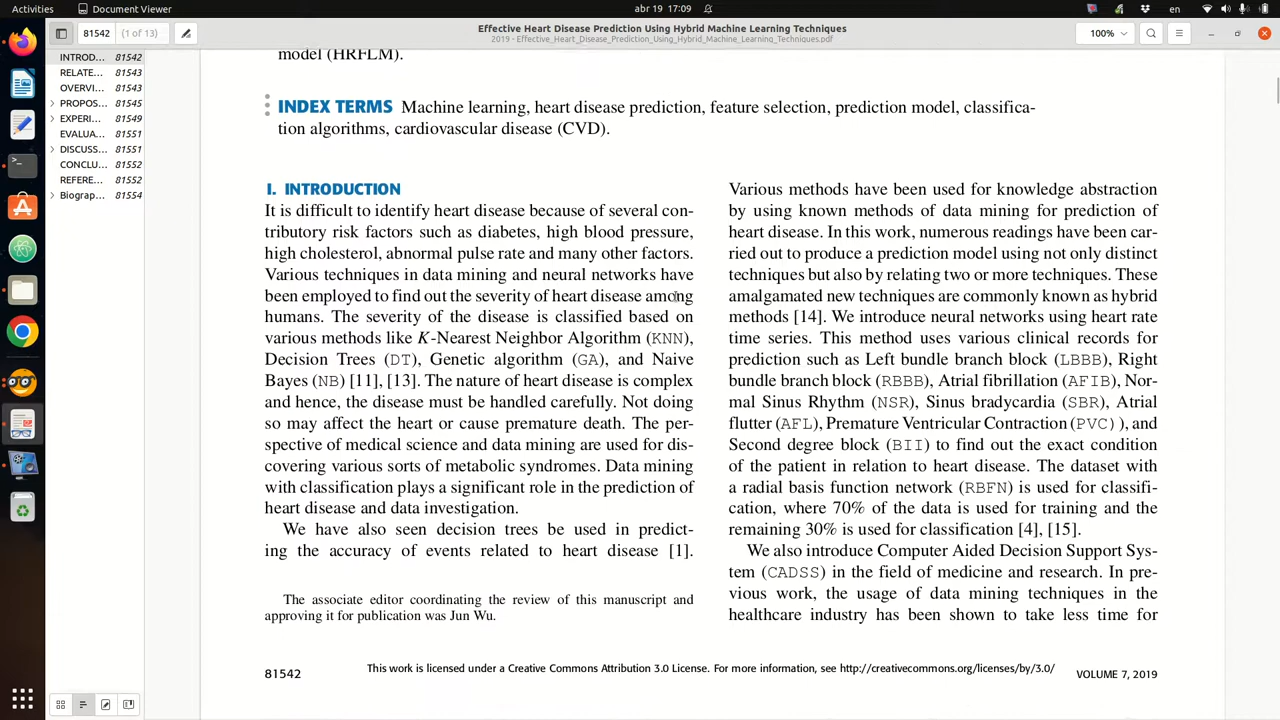 Activities
Document Viewer
abr 19 17:09
en
81542
(1 of 13)
Effective Heart Disease Prediction Using Hybrid Machine Learning Techniques
2019 - Effective_Heart_Disease_Prediction_Using_Hybrid_Machine_Learning_Techniques.pdf
100%
INTROD... 81542
RELATE... 81543
OVERVI... 81543
PROPOS... 81545
EXPERI... 81549
EVALUA... 81551
DISCUSS... 81551
CONCLU... 81552
REFERE... 81552
Biograp... 81554
model (HRFLM).
INDEX TERMS Machine learning, heart disease prediction, feature selection, prediction model, classifica-
tion algorithms, cardiovascular disease (CVD).
I. INTRODUCTION
It is difficult to identify heart disease because of several con-
tributory risk factors such as diabetes, high blood pressure,
high cholesterol, abnormal pulse rate and many other factors.
Various techniques in data mining and neural networks have
been employed to find out the severity of heart disease among
humans. The severity of the disease is classified based on
various methods like K-Nearest Neighbor Algorithm (KNN),
Decision Trees (DT), Genetic algorithm (GA), and Naive
Bayes (NB) [11], [13]. The nature of heart disease is complex
and hence, the disease must be handled carefully. Not doing
so may affect the heart or cause premature death. The per-
spective of medical science and data mining are used for dis-
covering various sorts of metabolic syndromes. Data mining
with classification plays a significant role in the prediction of
heart disease and data investigation.
We have also seen decision trees be used in predict-
ing the accuracy of events related to heart disease [1].
The associate editor coordinating the review of this manuscript and
approving it for publication was Jun Wu.
Various methods have been used for knowledge abstraction
by using known methods of data mining for prediction of
heart disease. In this work, numerous readings have been car-
ried out to produce a prediction model using not only distinct
techniques but also by relating two or more techniques. These
amalgamated new techniques are commonly known as hybrid
methods [14]. We introduce neural networks using heart rate
time series. This method uses various clinical records for
prediction such as Left bundle branch block (LBBB), Right
bundle branch block (RBBB), Atrial fibrillation (AFIB), Nor-
mal Sinus Rhythm (NSR), Sinus bradycardia (SBR), Atrial
flutter (AFL), Premature Ventricular Contraction (PVC)), and
Second degree block (BII) to find out the exact condition
of the patient in relation to heart disease. The dataset with
a radial basis function network (RBFN) is used for classifi-
cation, where 70% of the data is used for training and the
remaining 30% is used for classification [4], [15].
We also introduce Computer Aided Decision Support Sys-
tem (CADSS) in the field of medicine and research. In pre-
vious work, the usage of data mining techniques in the
healthcare industry has been shown to take less time for
81542
This work is licensed under a Creative Commons Attribution 3.0 License. For more information, see http://creativecommons.org/licenses/by/3.0/
VOLUME 7, 2019